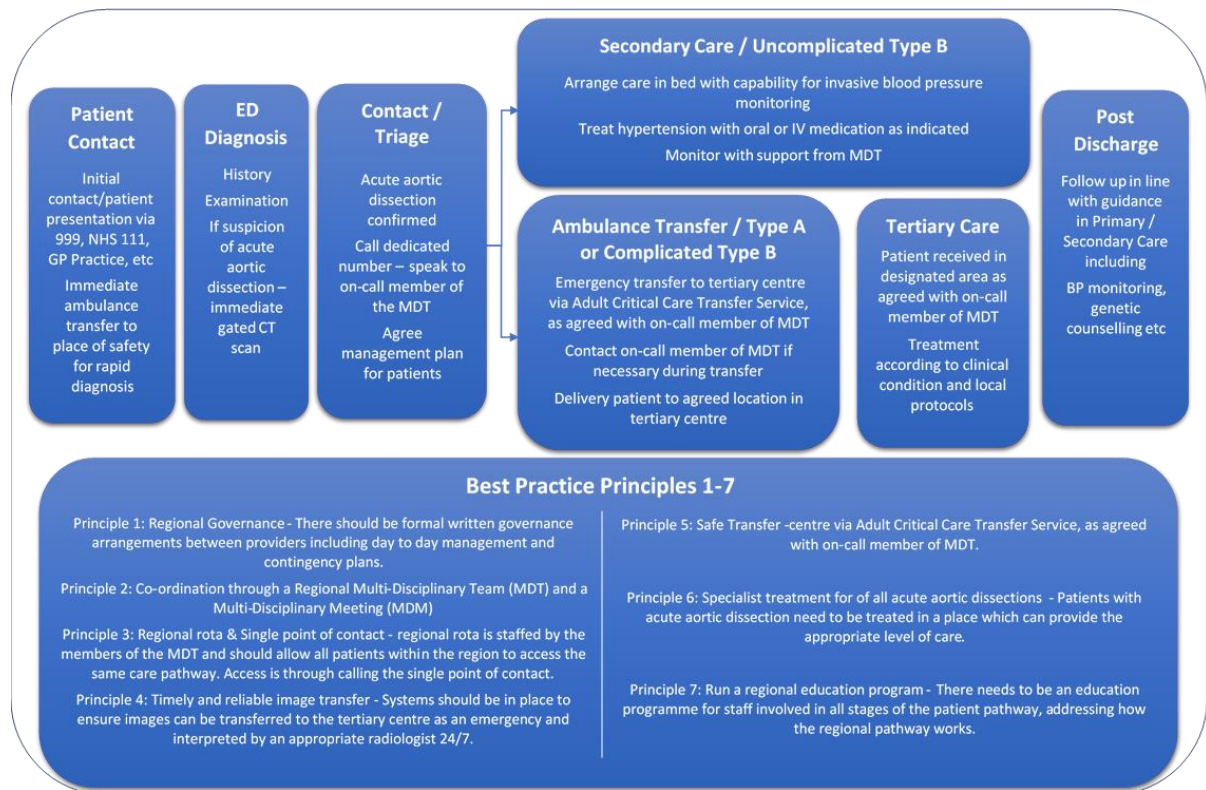 Patient
Contact
Initial
contact/patient
presentation via
999, NHS 111,
GP Practice, etc
Immediate
ambulance
transfer to
place of safety
for rapid
diagnosis
ED
Diagnosis
History
Examination
If suspicion of
acute
aortic
dissection –
immediate
gated CT
scan
Contact /
Triage
Acute aortic
dissection
confirmed
Call dedicated
number – speak to
on-call member of
the MDT
Agree
management plan
for patients
Secondary Care / Uncomplicated Type B
Arrange care in bed with capability for invasive blood pressure
monitoring
Treat hypertension with oral or IV medication as indicated
Monitor with support from MDT
Ambulance Transfer / Type A
or Complicated Type B
Emergency transfer to tertiary centre
via Adult Critical Care Transfer Service,
as agreed with on-call member of MDT
Contact on-call member of MDT if
necessary during transfer
Delivery patient to agreed location in
tertiary centre
Tertiary Care
Patient received in
designated area as
agreed with on-call
member of MDT
Treatment
according to clinical
condition and local
protocols
Post
Discharge
Follow up in line
with guidance
in Primary /
Secondary Care
including
BP monitoring,
genetic
counselling etc
Best Practice Principles 1-7
Principle 1: Regional Governance - There should be formal written governance
arrangements between providers including day to day management and
contingency plans.
Principle 2: Co-ordination through a Regional Multi-Disciplinary Team (MDT) and a
Multi-Disciplinary Meeting (MDM)
Principle 3: Regional rota & Single point of contact - regional rota is staffed by the
members of the MDT and should allow all patients within the region to access the
same care pathway. Access is through calling the single point of contact.
Principle 4: Timely and reliable image transfer - Systems should be in place to
ensure images can be transferred to the tertiary centre as an emergency and
interpreted by an appropriate radiologist 24/7.
Principle 5: Safe Transfer -centre via Adult Critical Care Transfer Service, as agreed
with on-call member of MDT.
Principle 6: Specialist treatment for of all acute aortic dissections - Patients with
acute aortic dissection need to be treated in a place which can provide the
appropriate level of care.
Principle 7: Run a regional education program - There needs to be an education
programme for staff involved in all stages of the patient pathway, addressing how
the regional pathway works.